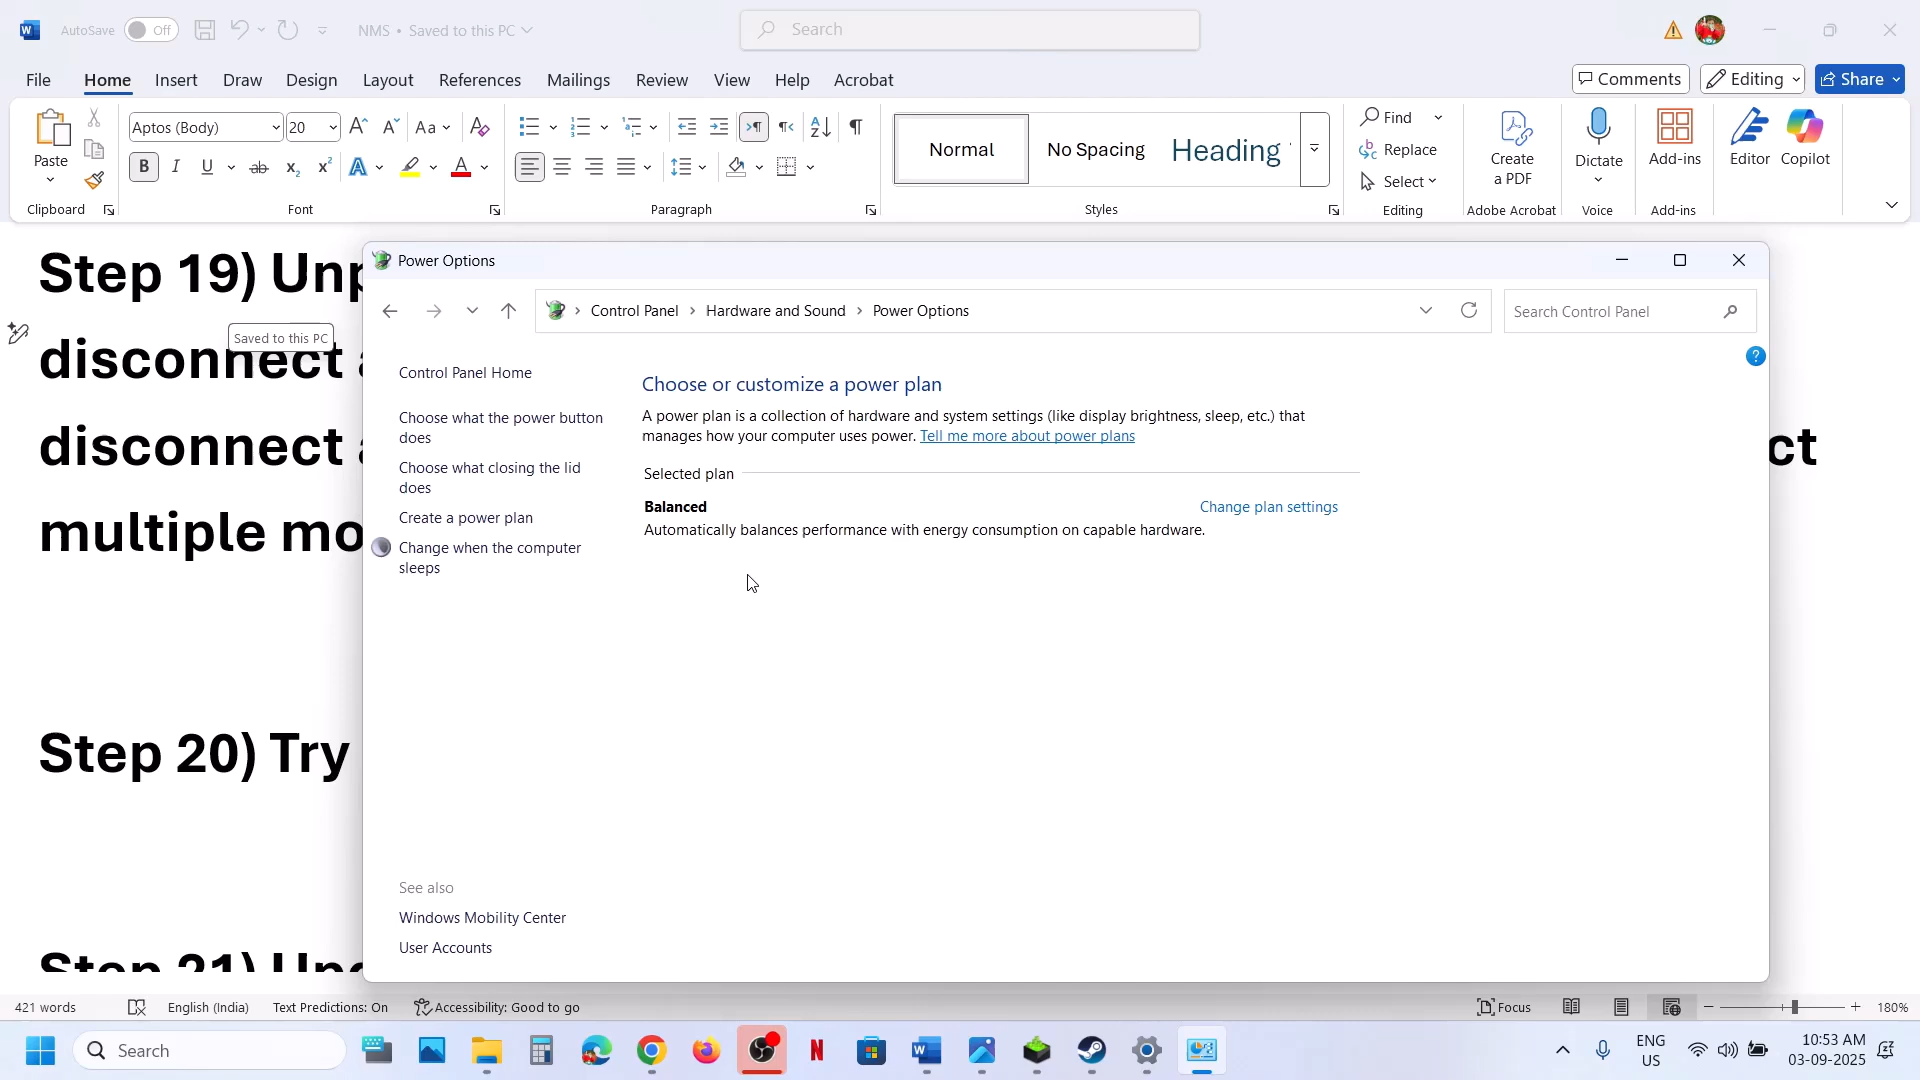 AutoSave Off NMS • Saved to this PC Search
File Home Insert Draw Design Layout References Mailings Review View Help Acrobat Comments Editing Share
Paste
Clipboard
Aptos (Body) 20
Aa
B I U ab x₂ x² A A
Font
Paragraph
Normal No Spacing Heading
Styles
Find
Replace
Select
Editing
Create
a PDF
Adobe Acrobat
Dictate
Voice
Add-ins
Add-ins
Editor
Copilot
Step 19) Unp
Saved to this PC
disconnect a
disconnect a
ct
multiple mo
Step 20) Try
Step 21) Upd
Power Options
Control Panel > Hardware and Sound > Power Options Search Control Panel
Control Panel Home
Choose what the power button
does
Choose what closing the lid
does
Create a power plan
Change when the computer
sleeps
Choose or customize a power plan
A power plan is a collection of hardware and system settings (like display brightness, sleep, etc.) that
manages how your computer uses power. Tell me more about power plans
Selected plan
Balanced Change plan settings
Automatically balances performance with energy consumption on capable hardware.
See also
Windows Mobility Center
User Accounts
421 words English (India) Text Predictions: On Accessibility: Good to go Focus 180%
Search
ENG
US
10:53 AM
03-09-2025